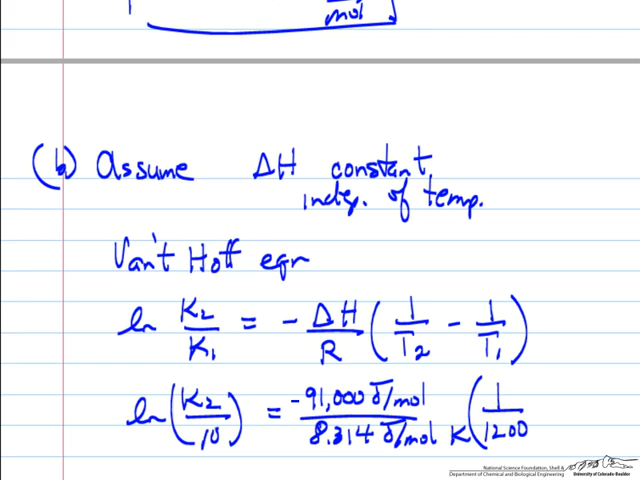 mol
(b) Assume ΔH constant,
indep. of temp.
Van't Hoff eqn
ln K2/K1 = - ΔH/R (1/T2 - 1/T1)
ln(K2/10) = -91,000 J/mol / 8.314 J/mol K (1/1200
National Science Foundation, Shell &
Department of Chemical and Biological Engineering
University of Colorado-Boulder